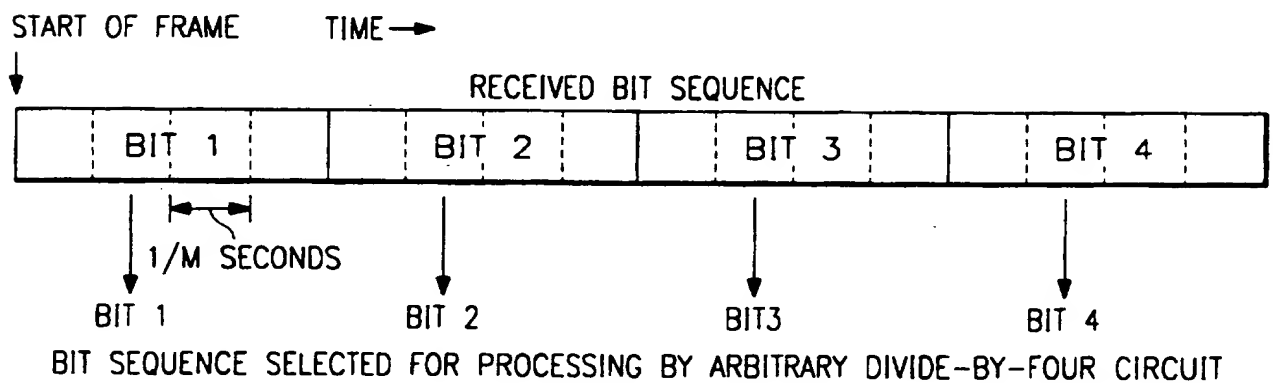 START OF FRAME TIME
RECEIVED BIT SEQUENCE
BIT 1 BIT 2 BIT 3 BIT 4
1/M SECONDS
BIT 1 BIT 2 BIT3 BIT 4
BIT SEQUENCE SELECTED FOR PROCESSING BY ARBITRARY DIVIDE-BY-FOUR CIRCUIT